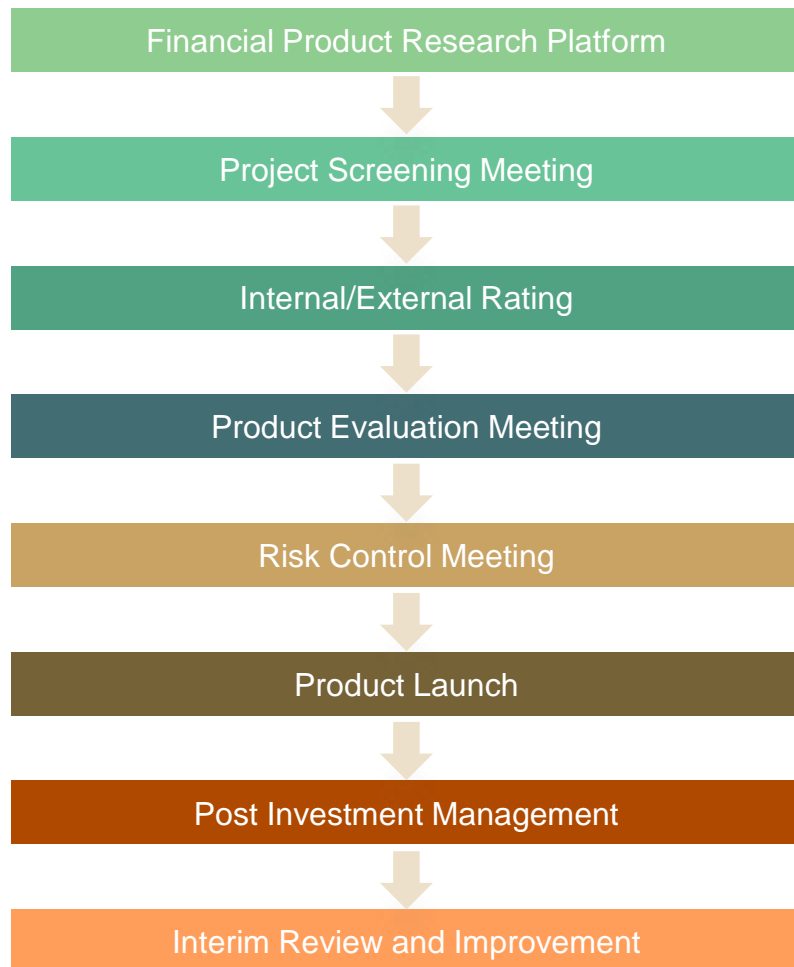 Financial Product Research Platform
Project Screening Meeting
Internal/External Rating
Product Evaluation Meeting
Risk Control Meeting
Product Launch
Post Investment Management
Interim Review and Improvement